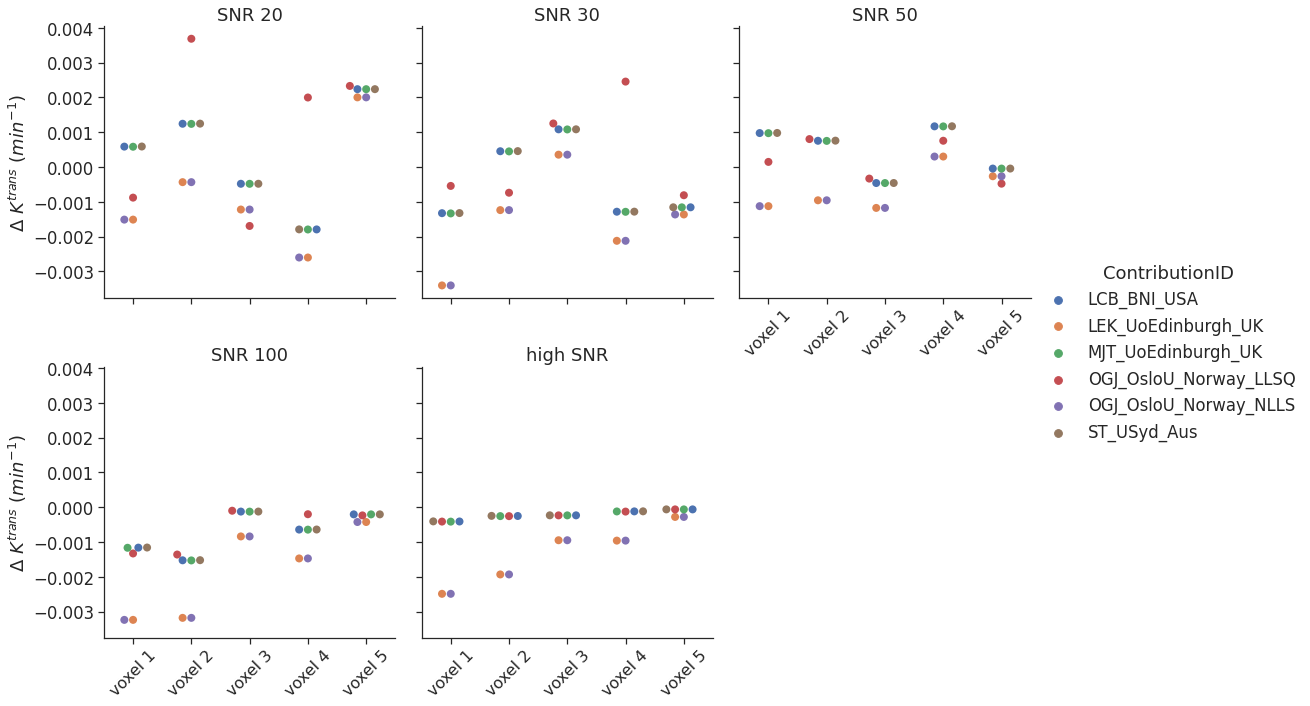 SNR 20
SNR 30
SNR 50
0.004
0.003
0.002
0.001
0.000
−0.001
−0.002
−0.003
Δ K^trans (min^−1)
voxel 1
voxel 2
voxel 3
voxel 4
voxel 5
ContributionID
LCB_BNI_USA
LEK_UoEdinburgh_UK
MJT_UoEdinburgh_UK
OGJ_OsloU_Norway_LLSQ
OGJ_OsloU_Norway_NLLS
ST_USyd_Aus
SNR 100
high SNR
0.004
0.003
0.002
0.001
0.000
−0.001
−0.002
−0.003
Δ K^trans (min^−1)
voxel 1
voxel 2
voxel 3
voxel 4
voxel 5
voxel 1
voxel 2
voxel 3
voxel 4
voxel 5